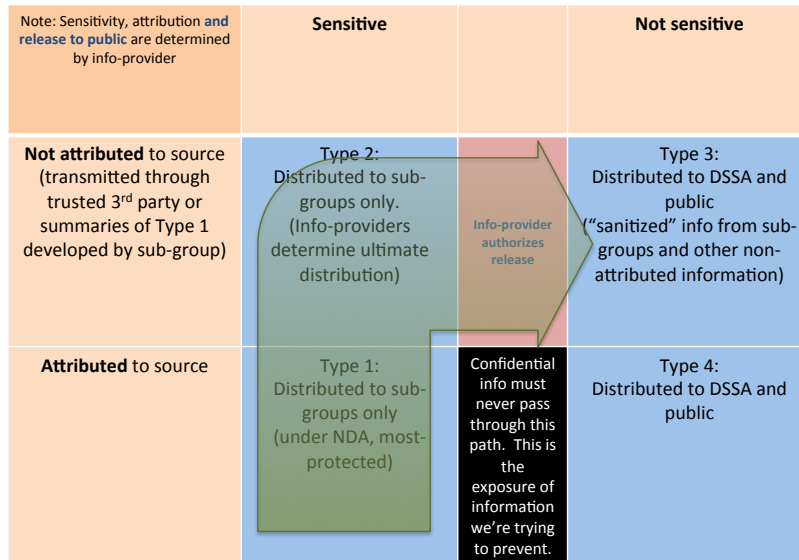 Note: Sensitivity, attribution and
release to public are determined
by info-provider
Sensitive
Not sensitive
Not attributed to source
(transmitted through
trusted 3rd party or
summaries of Type 1
developed by sub-group)
Type 2:
Distributed to sub-
groups only.
(Info-providers
determine ultimate
distribution)
Info-provider
authorizes
release
Type 3:
Distributed to DSSA and
public
(“sanitized” info from sub-
groups and other non-
attributed information)
Attributed to source
Type 1:
Distributed to sub-
groups only
(under NDA, most-
protected)
Confidential
info must
never pass
through this
path. This is
the
exposure of
information
we’re trying
to prevent.
Type 4:
Distributed to DSSA and
public